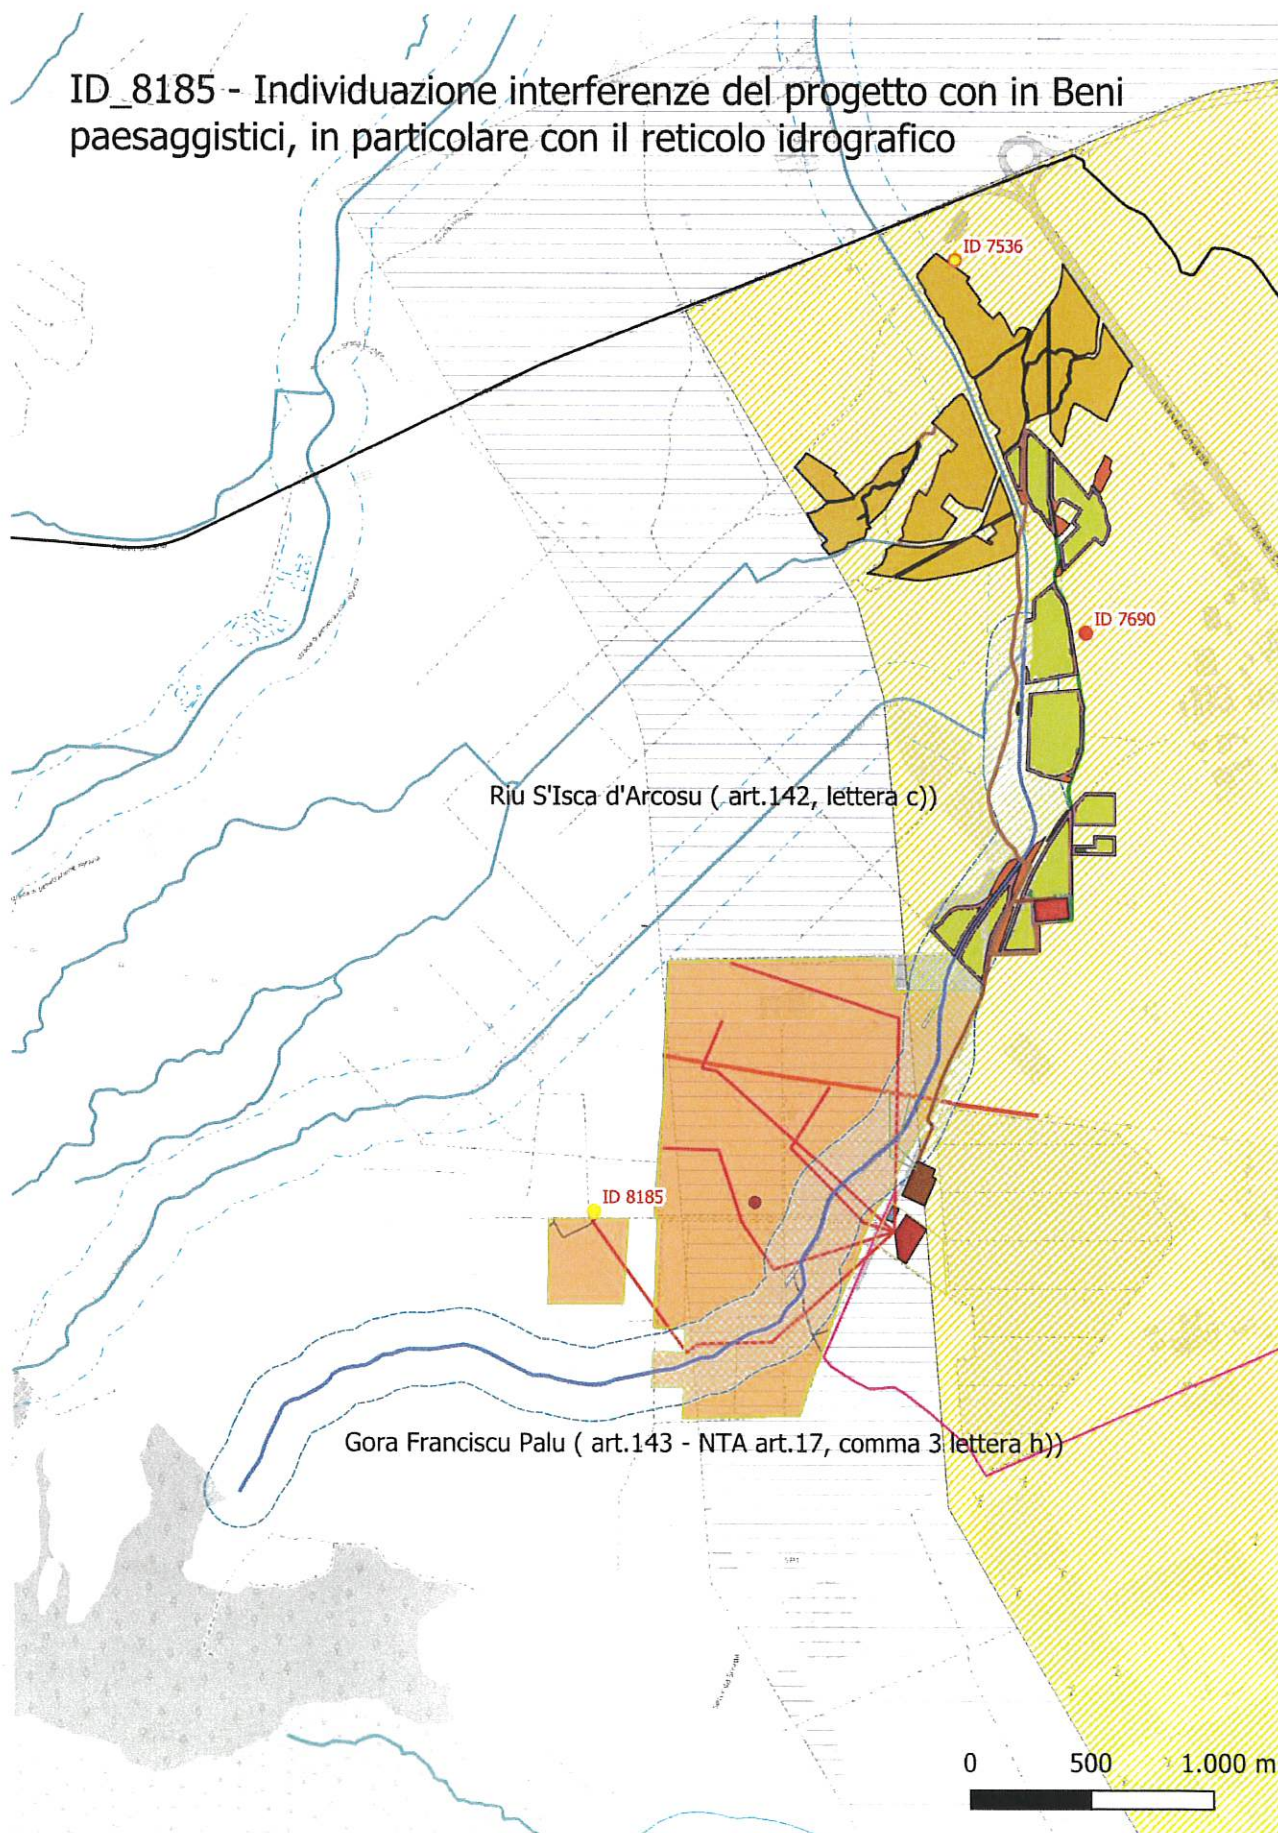 ID_8185 - Individuazione interferenze del progetto con in Beni
paesaggistici, in particolare con il reticolo idrografico
ID 7536
ID 7690
Riu S'Isca d'Arcosu ( art.142, lettera c))
ID 8185
Gora Franciscu Palu ( art.143 - NTA art.17, comma 3 lettera h))
0 500 1.000 m